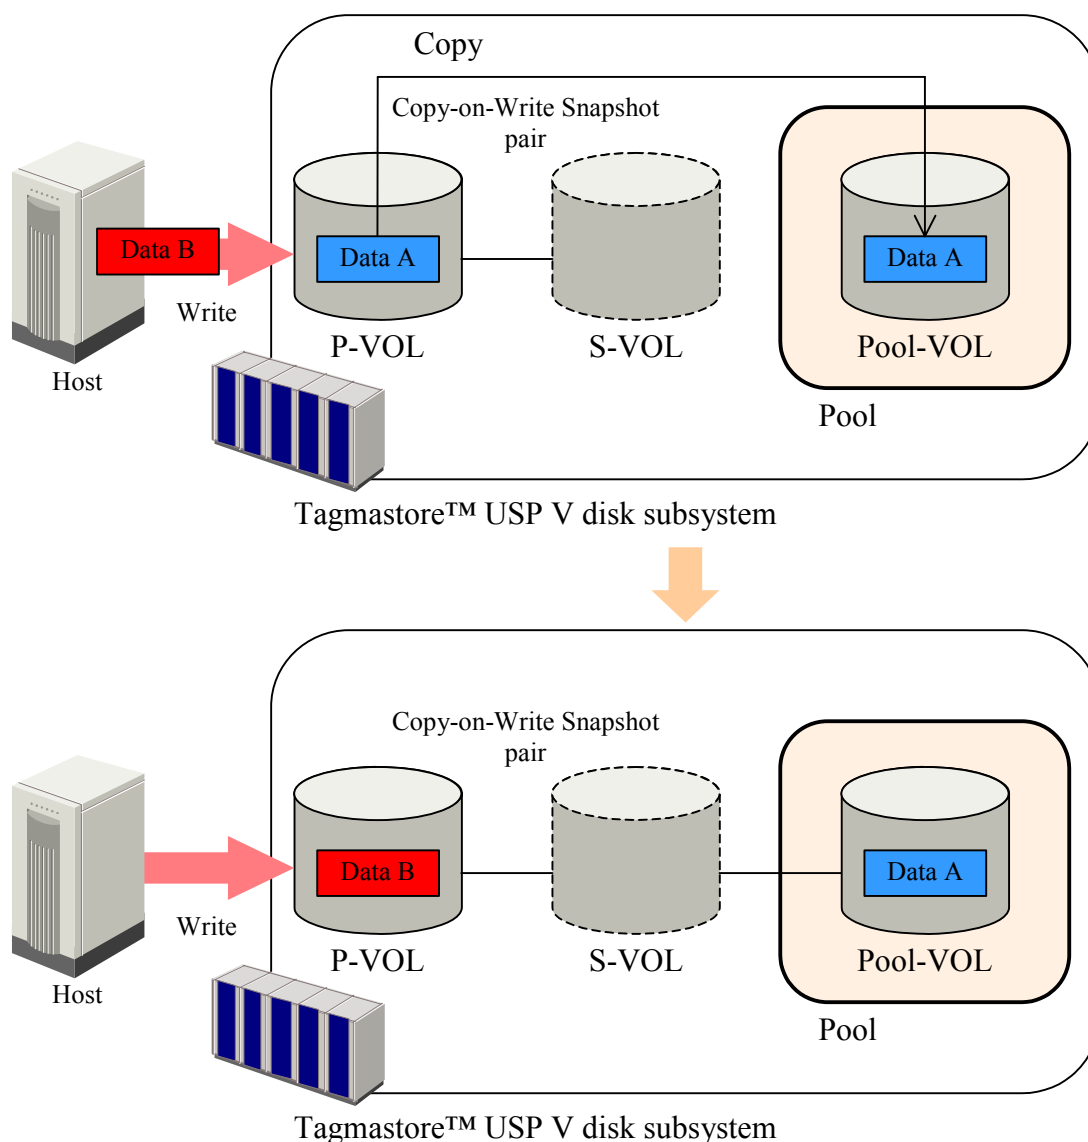 Copy
Copy-on-Write Snapshot
pair
Data B
Data A
Data A
Write
P-VOL
S-VOL
Pool-VOL
Host
Pool
Tagmastore™ USP V disk subsystem
Copy-on-Write Snapshot
pair
Data B
Data A
Write
P-VOL
S-VOL
Pool-VOL
Host
Pool
Tagmastore™ USP V disk subsystem